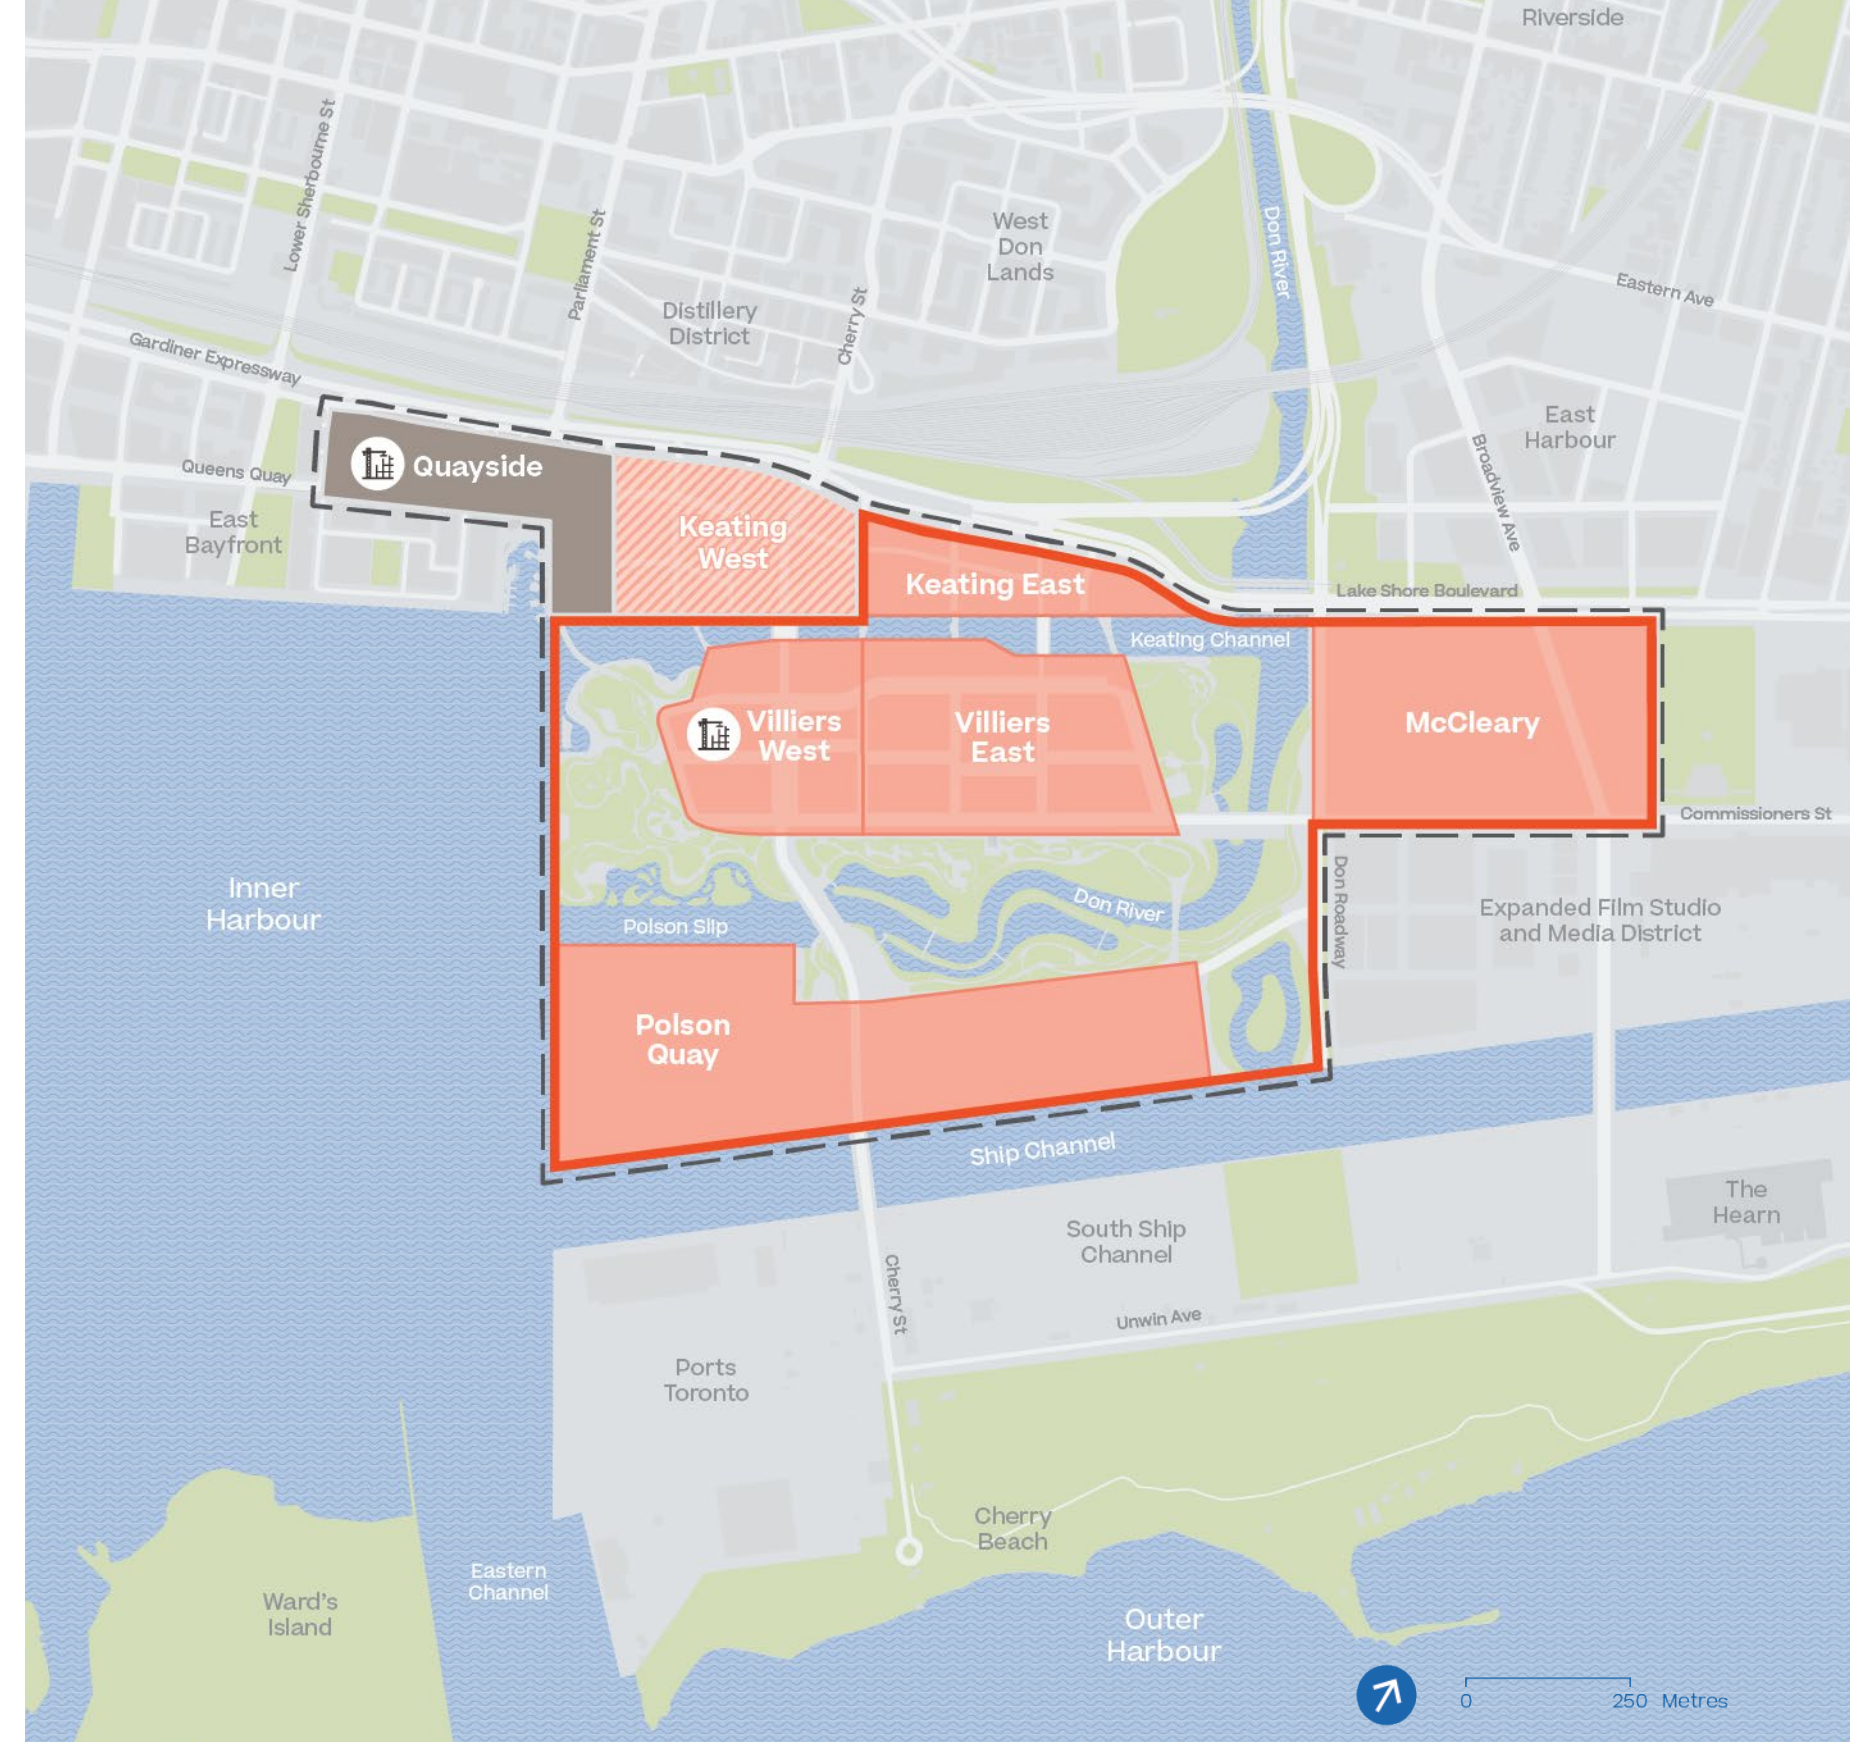 Riverside
Lower Sherbourne St
Parliament St
West
Don
Lands
Don River
Eastern Ave
Distillery
District
Cherry St
Gardiner Expressway
East
Harbour
Broadview Ave
Quayside
Queens Quay
East
Bayfront
Keating
West
Keating East
Lake Shore Boulevard
Keating Channel
Villiers
West
Villiers
East
McCleary
Commissioners St
Inner
Harbour
Don River
Don Roadway
Polson Slip
Expanded Film Studio
and Media District
Polson
Quay
Ship Channel
The
Hearn
South Ship
Channel
Cherry St
Unwin Ave
Ports
Toronto
Cherry
Beach
Eastern
Channel
Ward's
Island
Outer
Harbour
0 250 Metres